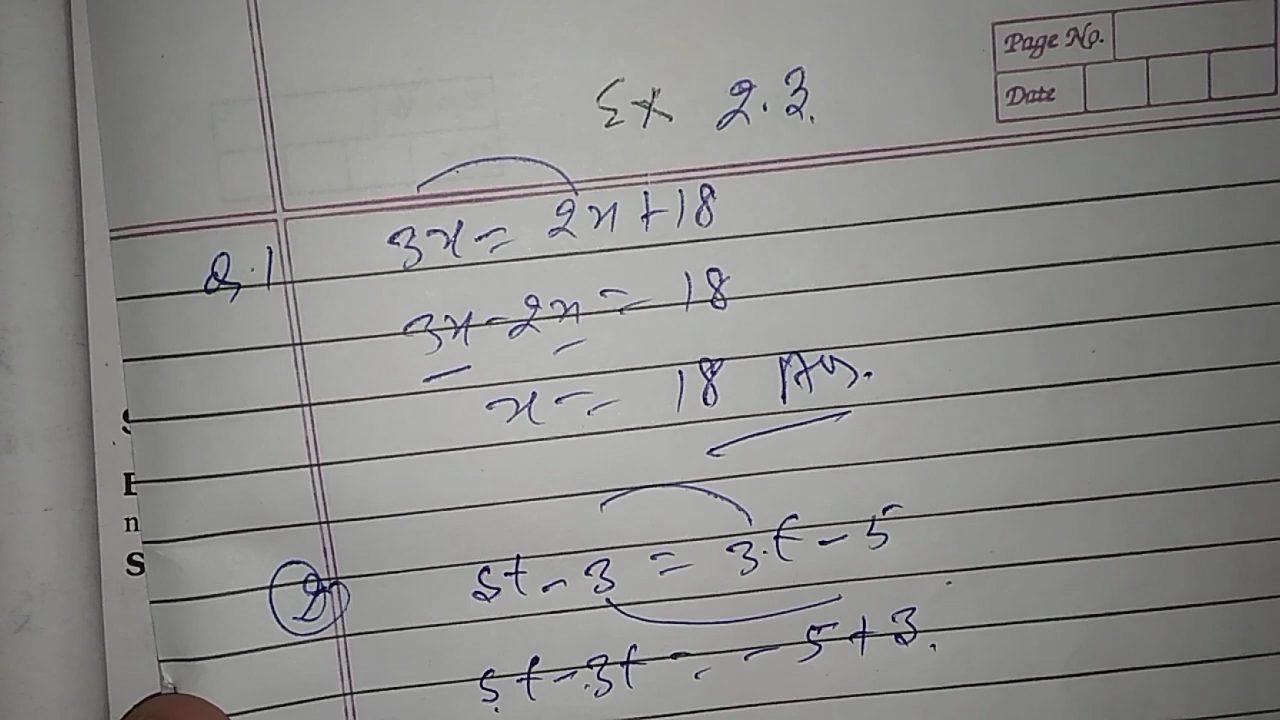 Page No.
Date
Ex 2.3.
Q.1 3x = 2x + 18
3x - 2x = 18
x = 18 Ans.
2 5t - 3 = 3t - 5
5t - 3t = - 5 + 3.
E
n
S